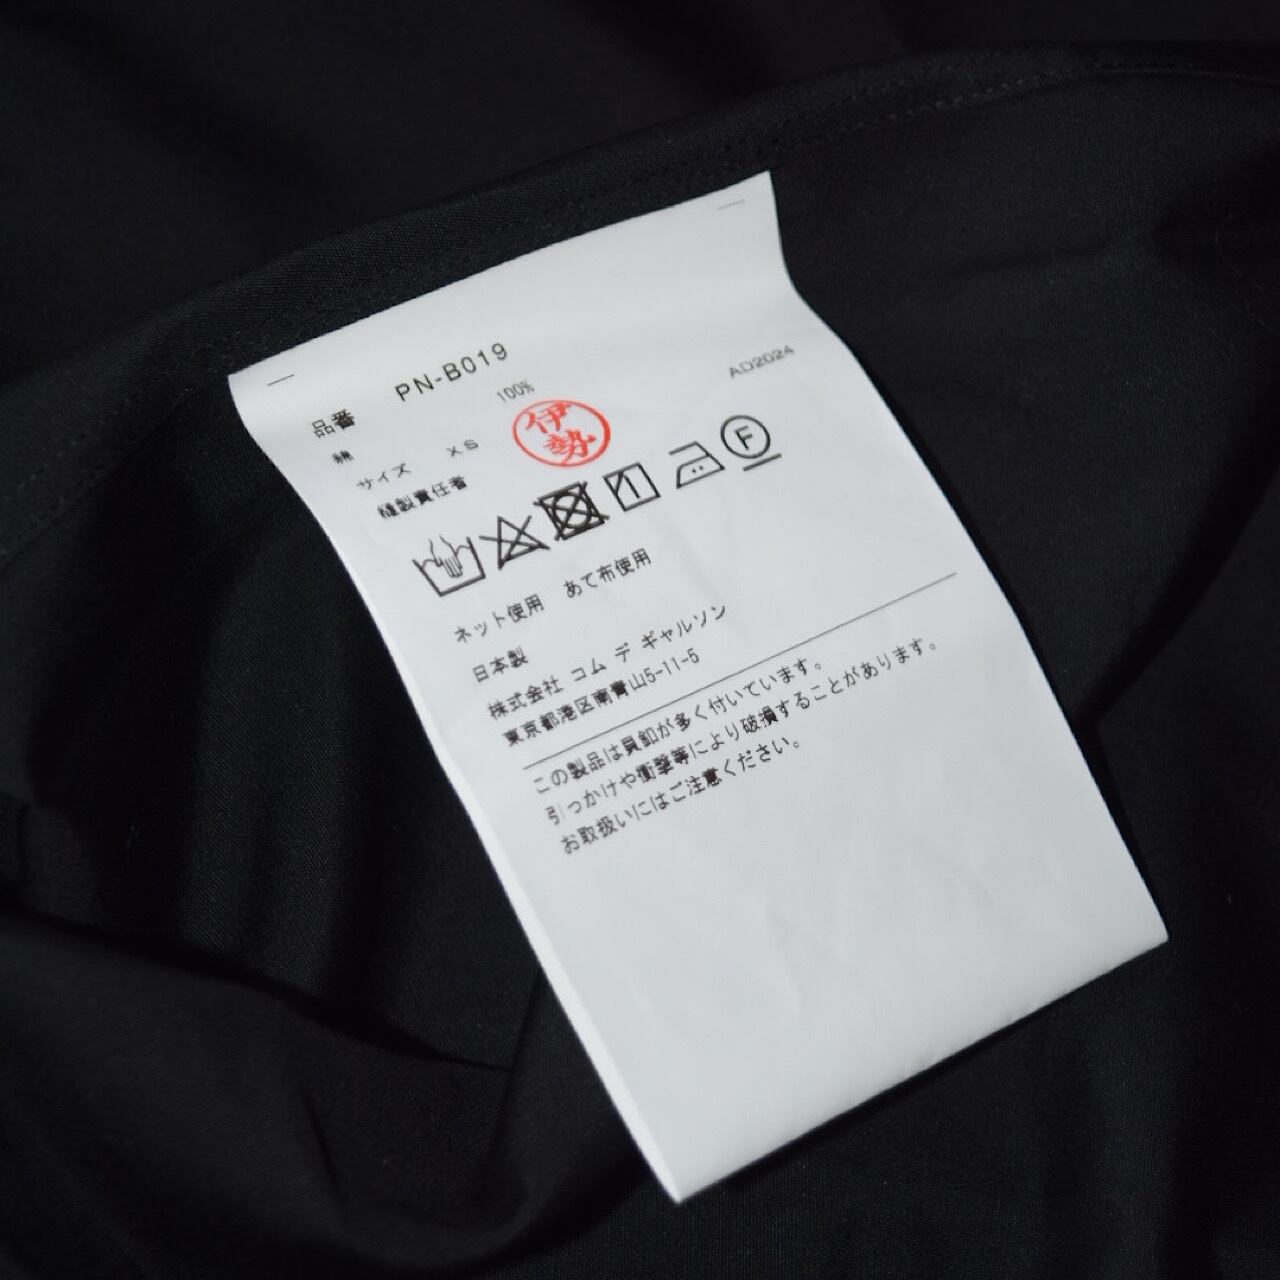 品番 PN-B019
綿 100%
AD2024
サイズ XS
縫製責任者 伊勢
F
ネット使用 あて布使用
日本製
株式会社 コム デ ギャルソン
東京都港区南青山5-11-5
この製品は貝釦が多く付いています。
引っかけや衝撃等により破損することがあります。
お取扱いにはご注意ください。